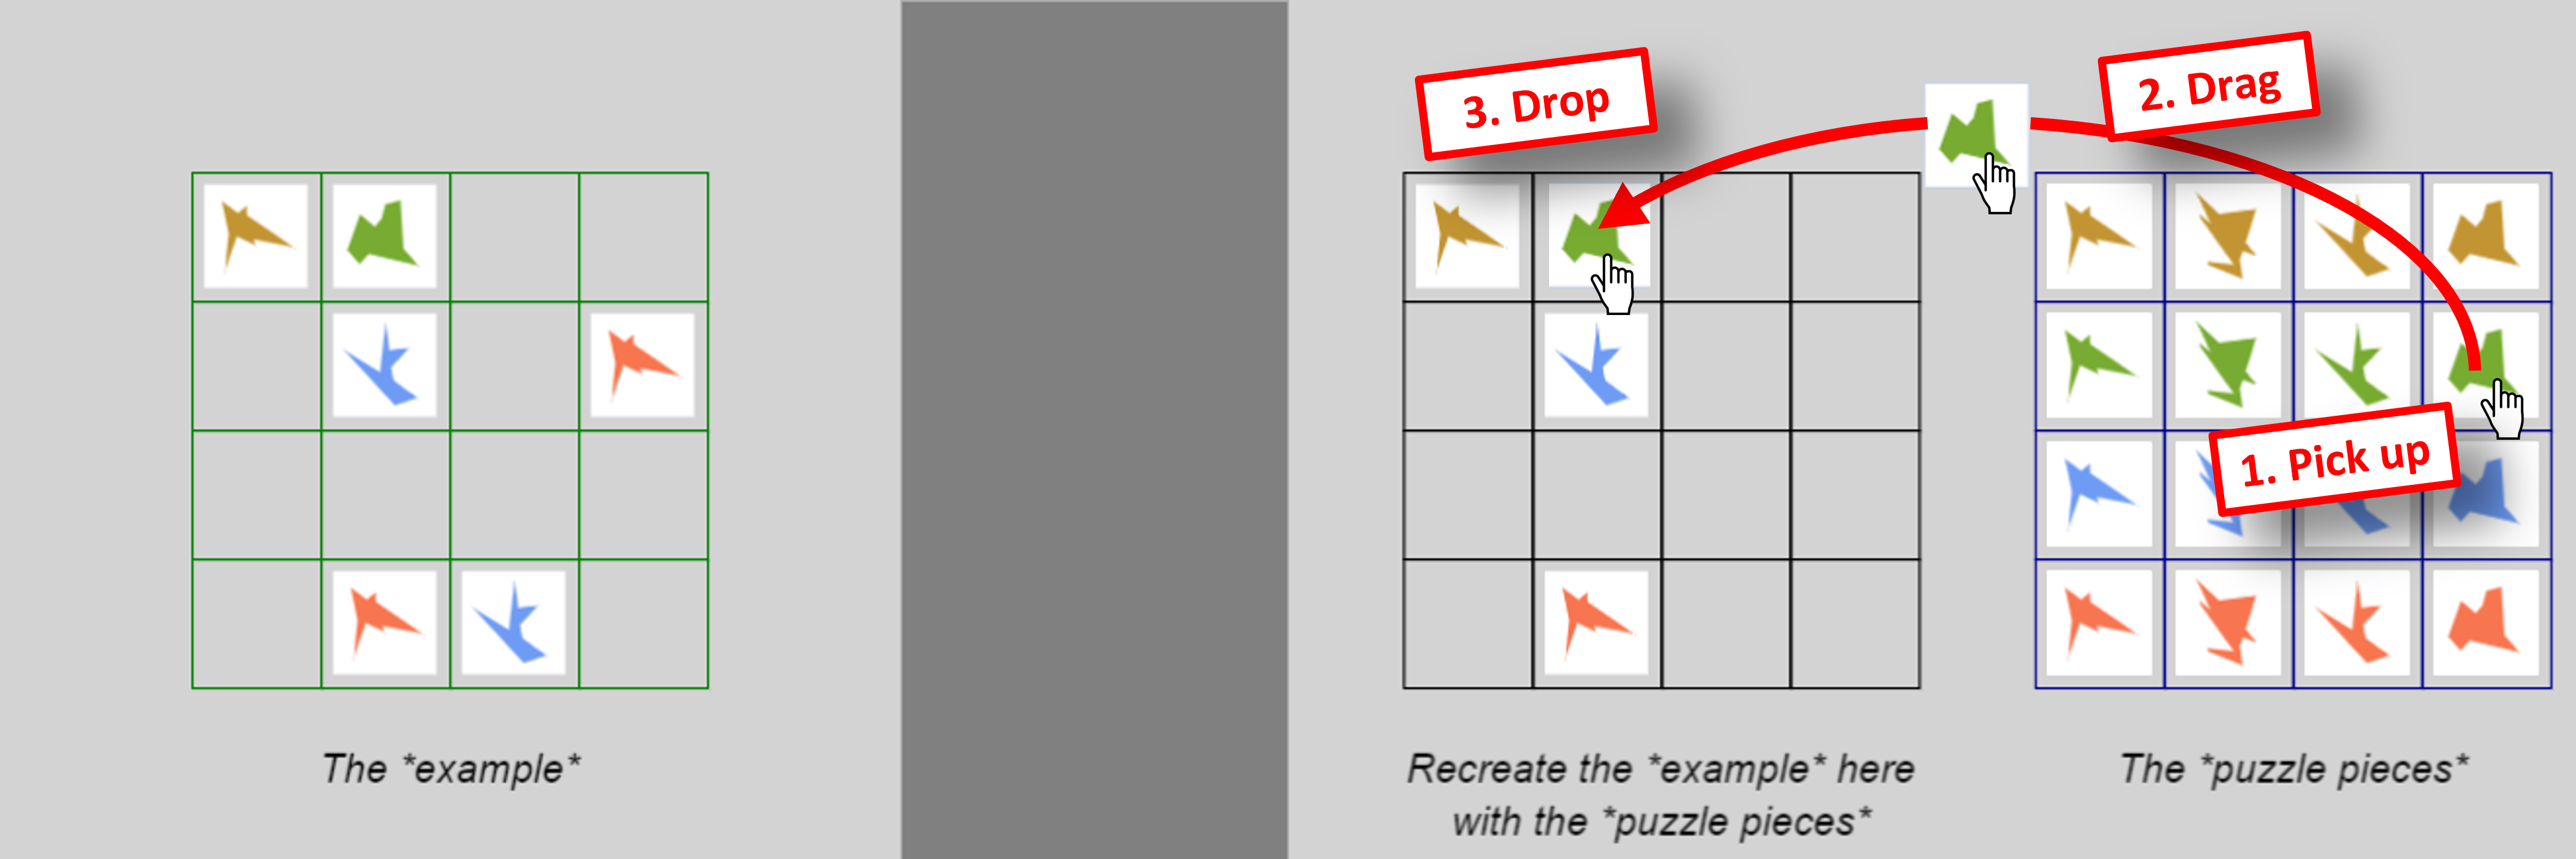 3. Drop
2. Drag
1. Pick up
The *example*
Recreate the *example* here
with the *puzzle pieces*
The *puzzle pieces*